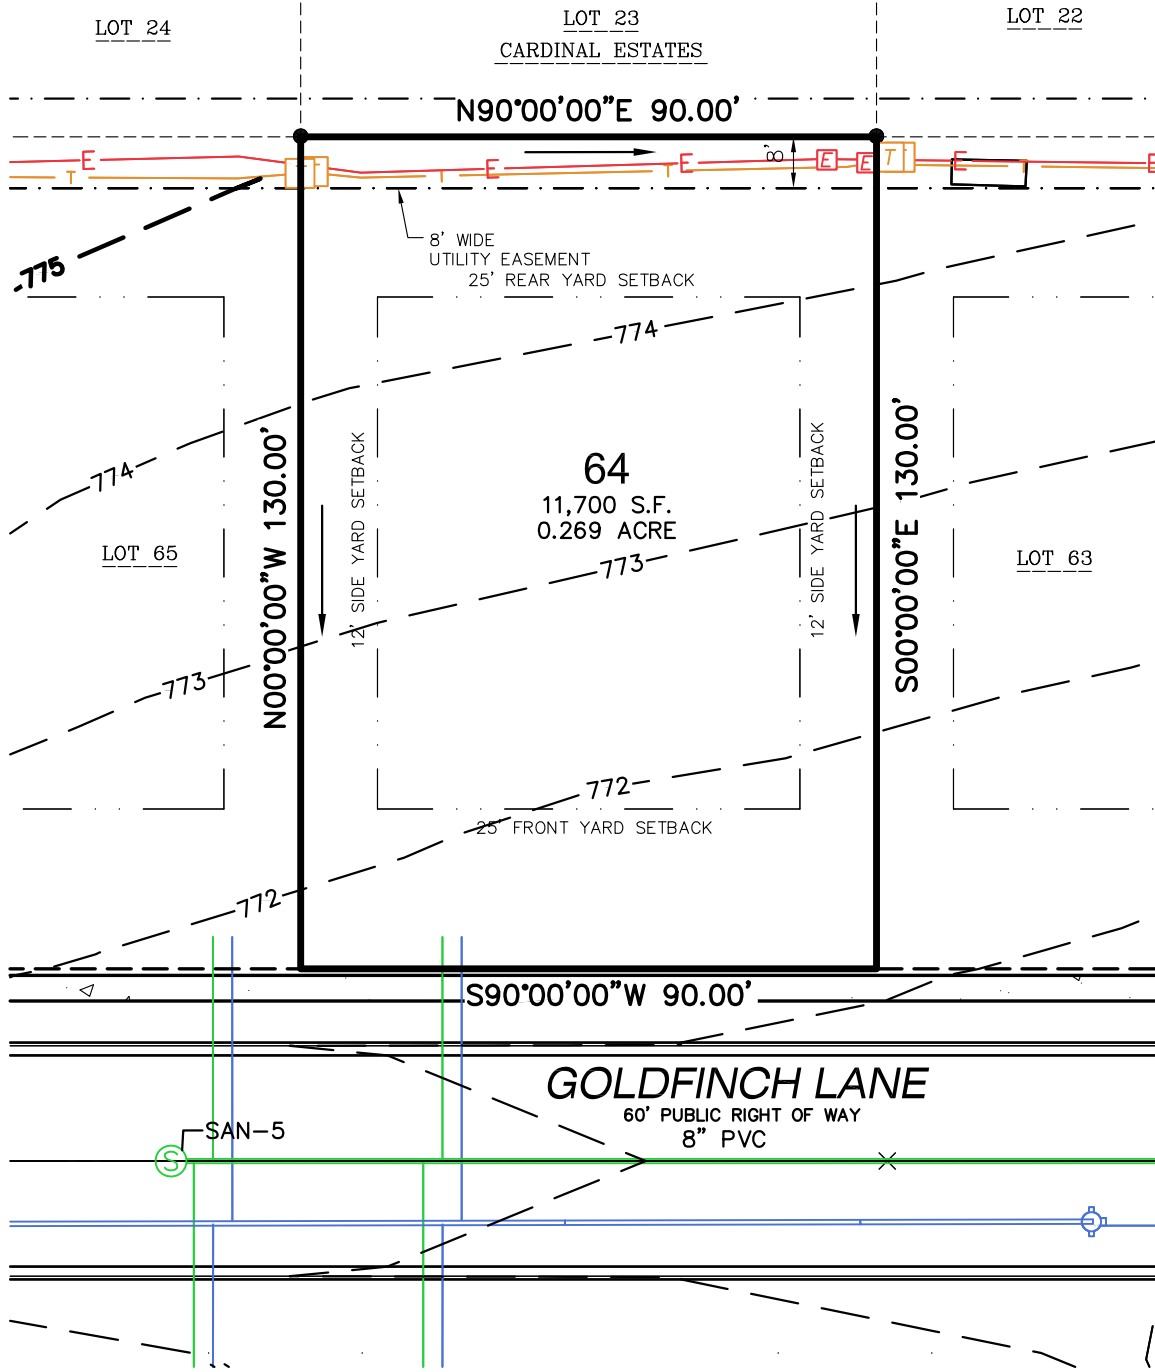 LOT 24
LOT 23
LOT 22
CARDINAL ESTATES
N90°00'00"E 90.00'
E
E
E
E
E
E
E
T
T
T
T
T
T
8'
8' WIDE
UTILITY EASEMENT
25' REAR YARD SETBACK
775
774
774
N00°00'00"W 130.00'
12' SIDE YARD SETBACK
64
11,700 S.F.
0.269 ACRE
12' SIDE YARD SETBACK
S00°00'00"E 130.00'
LOT 65
LOT 63
773
773
772
25' FRONT YARD SETBACK
772
S90°00'00"W 90.00'
GOLDFINCH LANE
60' PUBLIC RIGHT OF WAY
8" PVC
SAN-5
S